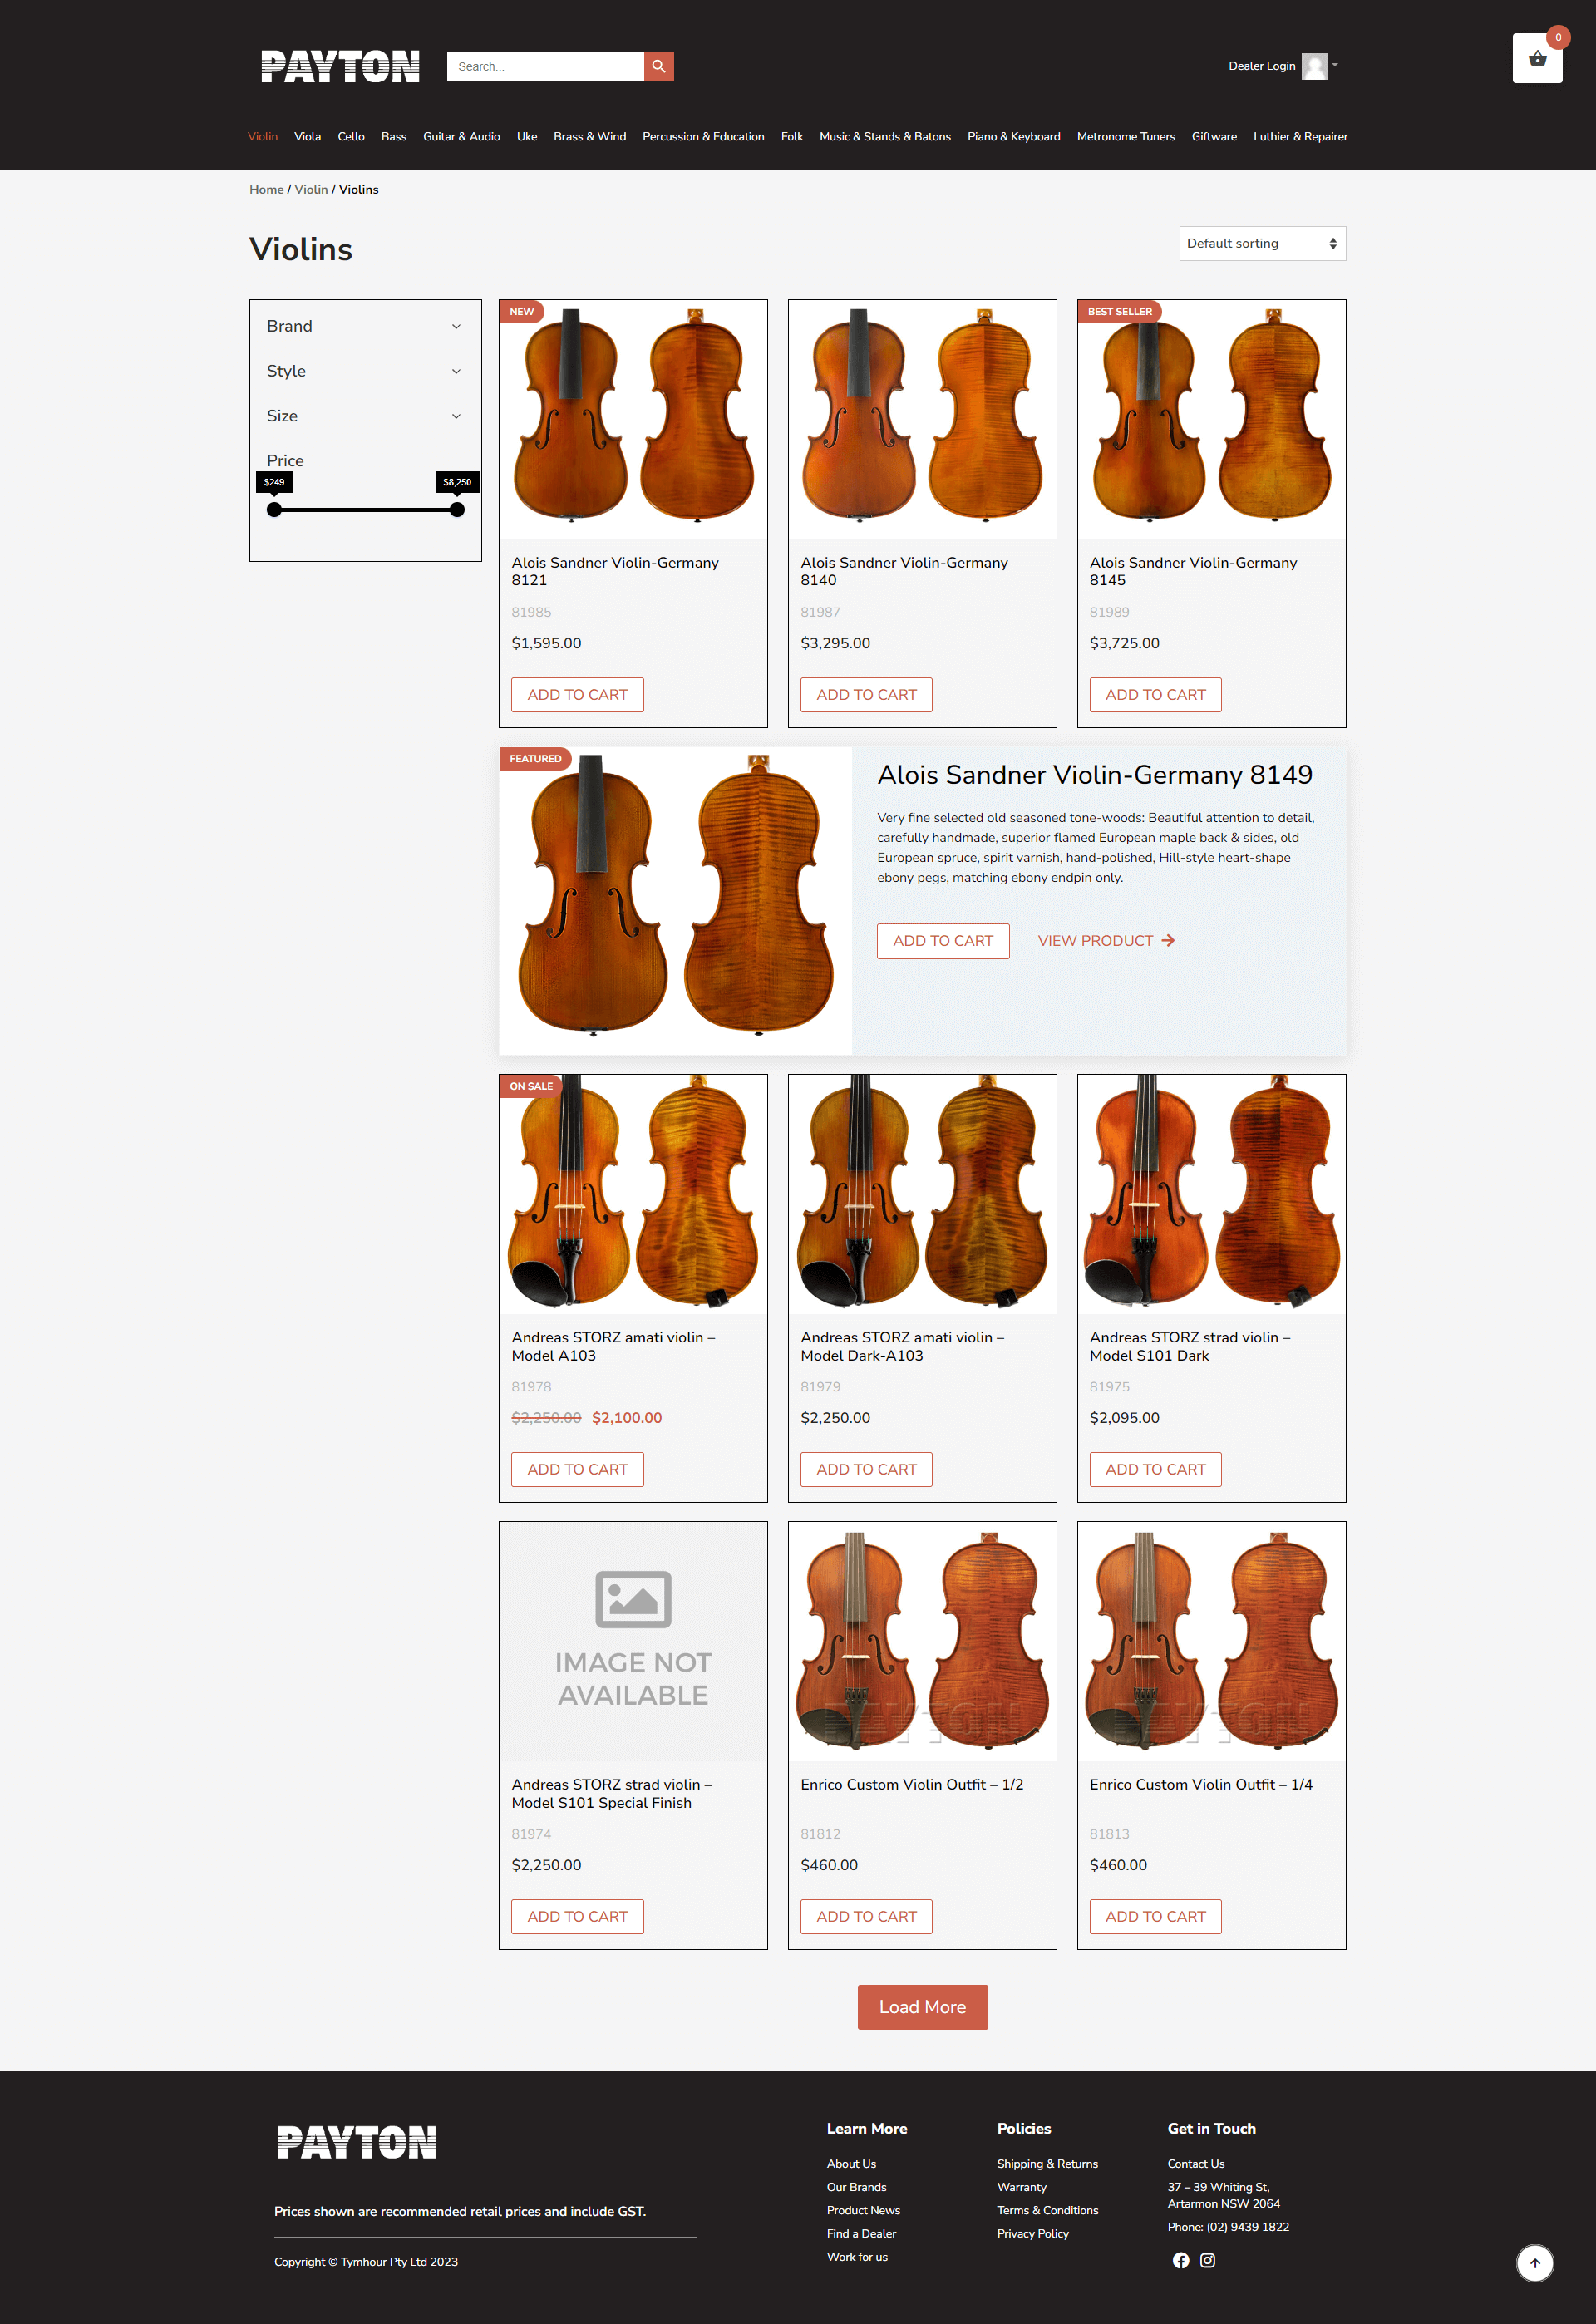 PAYTON
Search...
Dealer Login
0
Violin Viola Cello Bass Guitar & Audio Uke Brass & Wind Percussion & Education Folk Music & Stands & Batons Piano & Keyboard Metronome Tuners Giftware Luthier & Repairer
Home / Violin / Violins
Violins
Default sorting
Brand
Style
Size
Price
$249
$8,250
NEW
Alois Sandner Violin-Germany
8121
81985
$1,595.00
ADD TO CART
Alois Sandner Violin-Germany
8140
81987
$3,295.00
ADD TO CART
BEST SELLER
Alois Sandner Violin-Germany
8145
81989
$3,725.00
ADD TO CART
FEATURED
Alois Sandner Violin-Germany 8149
Very fine selected old seasoned tone-woods: Beautiful attention to detail,
carefully handmade, superior flamed European maple back & sides, old
European spruce, spirit varnish, hand-polished, Hill-style heart-shape
ebony pegs, matching ebony endpin only.
ADD TO CART
VIEW PRODUCT
ON SALE
Andreas STORZ amati violin –
Model A103
81978
$2,250.00 $2,100.00
ADD TO CART
Andreas STORZ amati violin –
Model Dark-A103
81979
$2,250.00
ADD TO CART
Andreas STORZ strad violin –
Model S101 Dark
81975
$2,095.00
ADD TO CART
IMAGE NOT
AVAILABLE
Andreas STORZ strad violin –
Model S101 Special Finish
81974
$2,250.00
ADD TO CART
PAYTON
Enrico Custom Violin Outfit – 1/2
81812
$460.00
ADD TO CART
PAYTON
Enrico Custom Violin Outfit – 1/4
81813
$460.00
ADD TO CART
Load More
PAYTON
Prices shown are recommended retail prices and include GST.
Copyright © Tymhour Pty Ltd 2023
Learn More
About Us
Our Brands
Product News
Find a Dealer
Work for us
Policies
Shipping & Returns
Warranty
Terms & Conditions
Privacy Policy
Get in Touch
Contact Us
37 – 39 Whiting St,
Artarmon NSW 2064
Phone: (02) 9439 1822